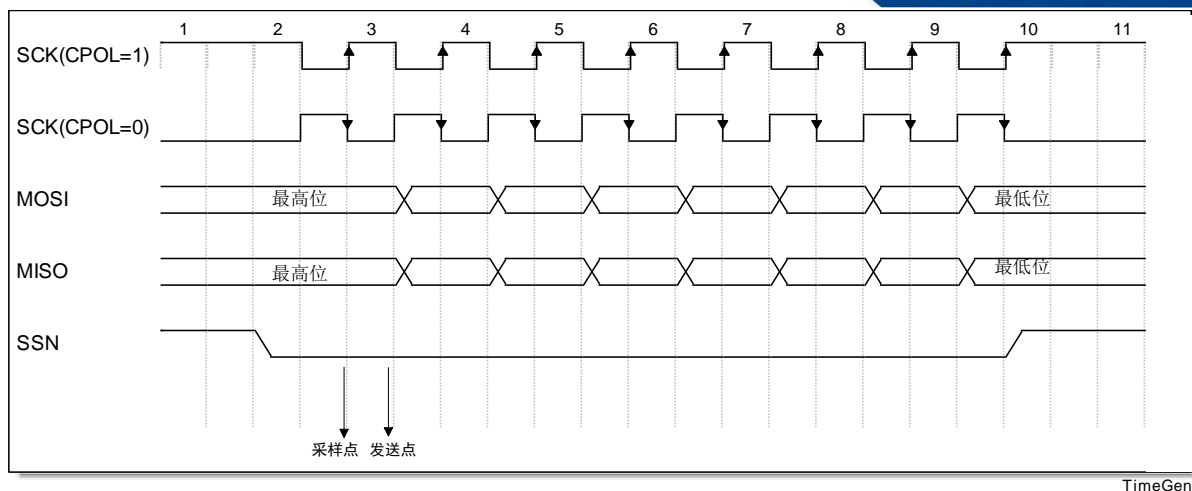 1 2 3 4 5 6 7 8 9 10 11
SCK(CPOL=1)
SCK(CPOL=0)
MOSI
最高位 最低位
MISO
最高位 最低位
SSN
采样点 发送点
TimeGen